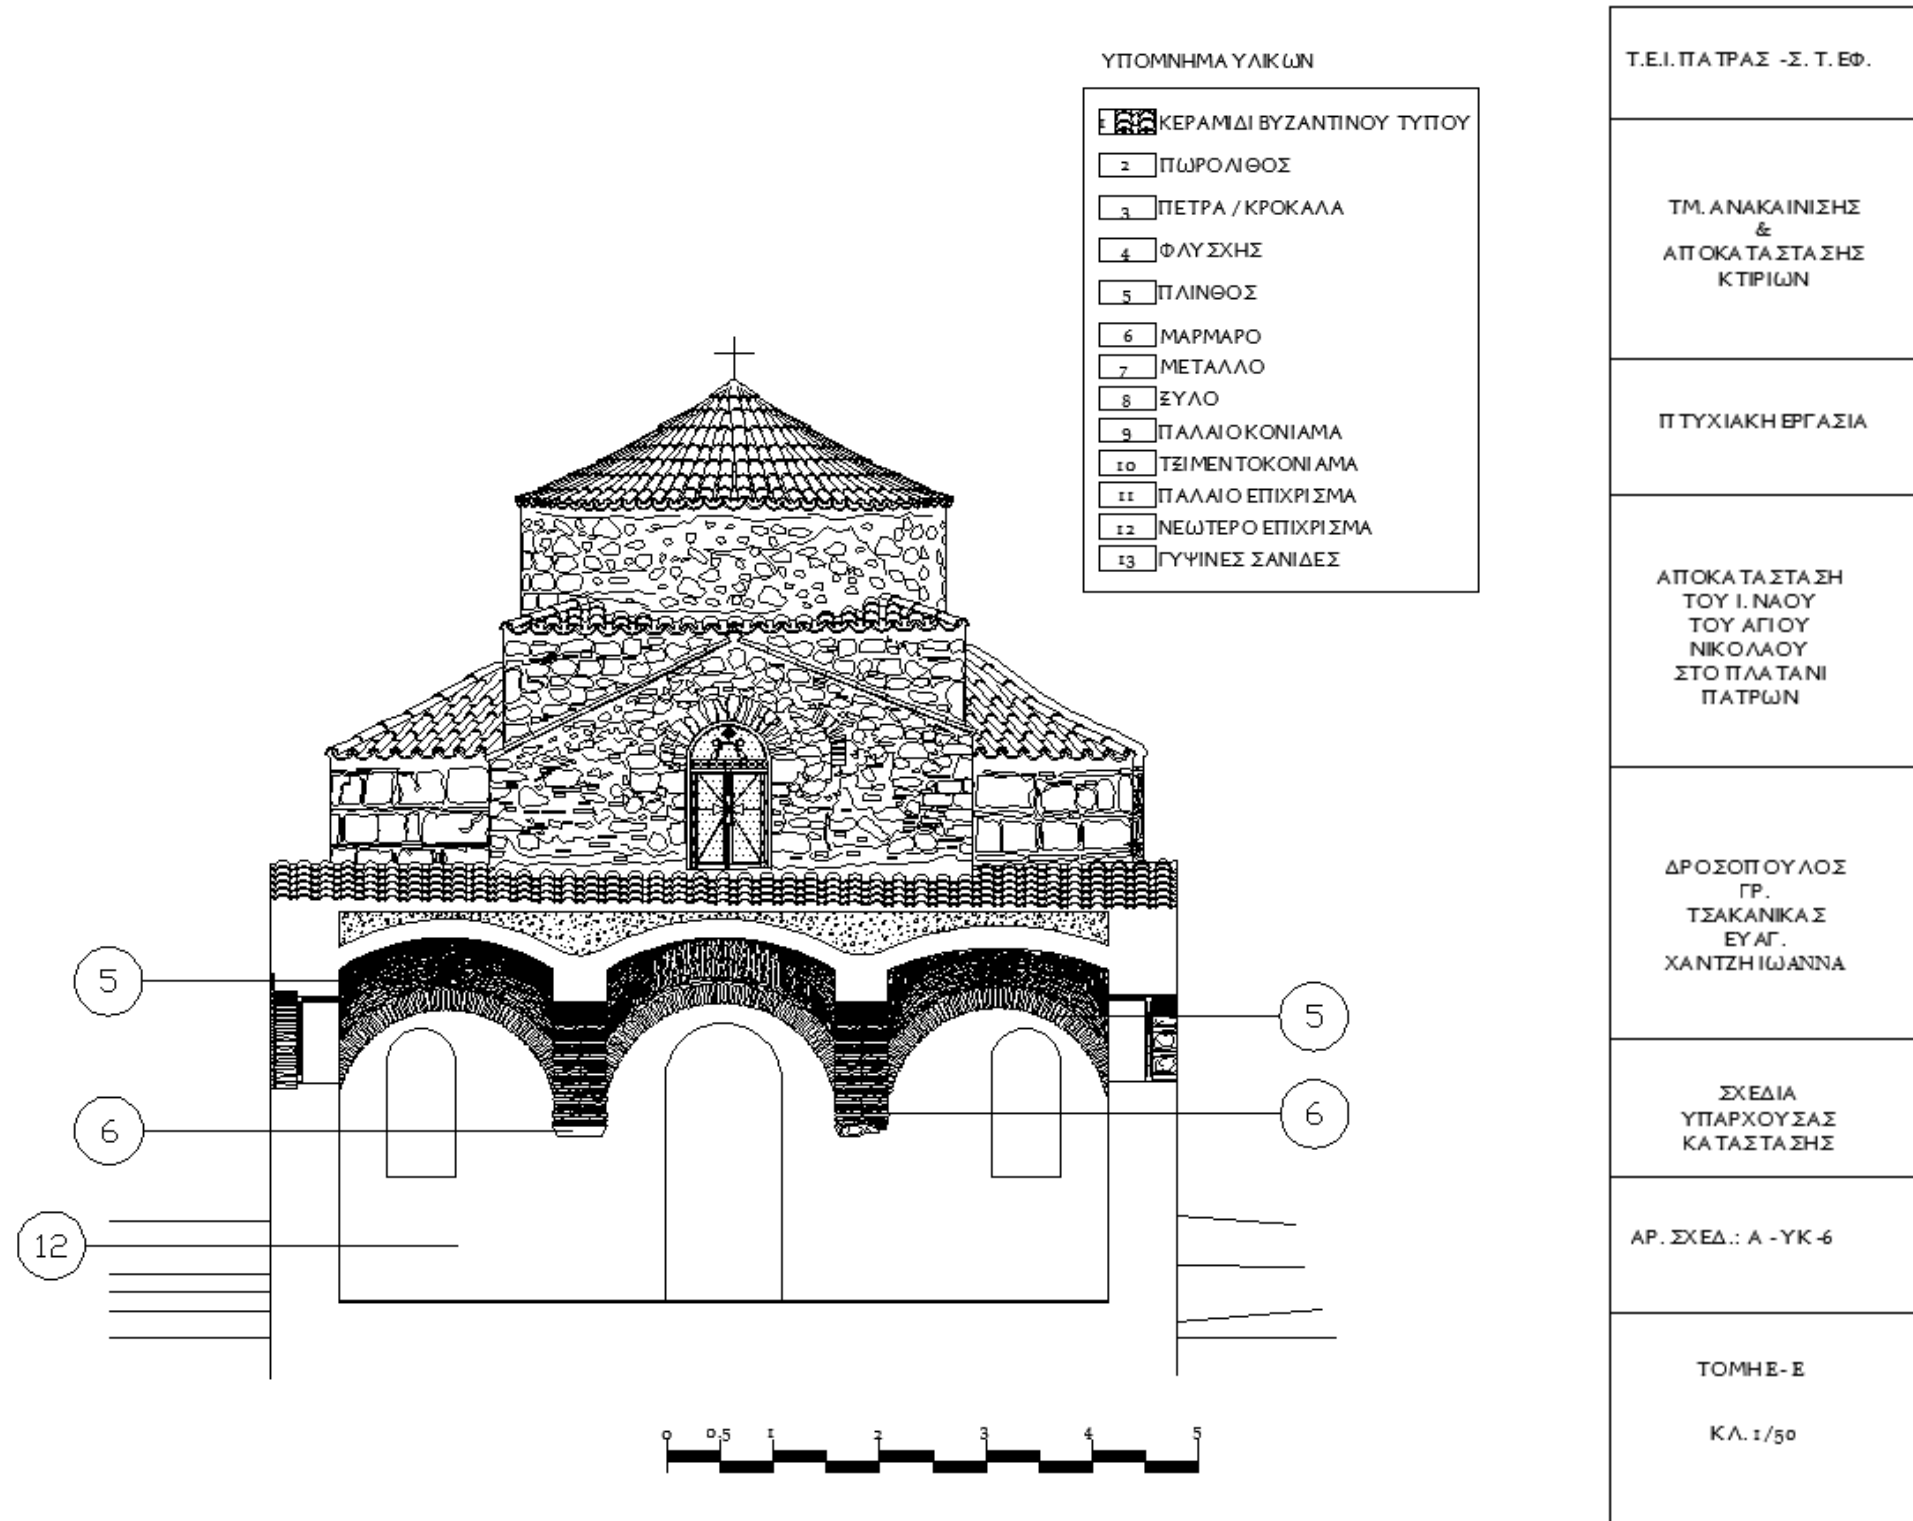 ΥΠΟΜΝΗΜΑ ΥΛΙΚΩΝ
1 ΚΕΡΑΜΙΔΙ ΒΥΖΑΝΤΙΝΟΥ ΤΥΠΟΥ
2 ΠΩΡΟΛΙΘΟΣ
3 ΠΕΤΡΑ / ΚΡΟΚΑΛΑ
4 ΦΛΥΣΧΗΣ
5 ΠΛΙΝΘΟΣ
6 ΜΑΡΜΑΡΟ
7 ΜΕΤΑΛΛΟ
8 ΞΥΛΟ
9 ΠΑΛΑΙΟ ΚΟΝΙΑΜΑ
10 ΤΣΙΜΕΝΤΟΚΟΝΙΑΜΑ
11 ΠΑΛΑΙΟ ΕΠΙΧΡΙΣΜΑ
12 ΝΕΩΤΕΡΟ ΕΠΙΧΡΙΣΜΑ
13 ΓΥΨΙΝΕΣ ΣΑΝΙΔΕΣ
5
5
6
6
12
0 0.5 1 2 3 4 5
Τ.Ε.Ι. ΠΑΤΡΑΣ -Σ. Τ. ΕΦ.
ΤΜ. ΑΝΑΚΑΙΝΙΣΗΣ
&
ΑΠΟΚΑΤΑΣΤΑΣΗΣ
ΚΤΙΡΙΩΝ
ΠΤΥΧΙΑΚΗ ΕΡΓΑΣΙΑ
ΑΠΟΚΑΤΑΣΤΑΣΗ
ΤΟΥ Ι. ΝΑΟΥ
ΤΟΥ ΑΓΙΟΥ
ΝΙΚΟΛΑΟΥ
ΣΤΟ ΠΛΑΤΑΝΙ
ΠΑΤΡΩΝ
ΔΡΟΣΟΠΟΥΛΟΣ
ΓΡ.
ΤΣΑΚΑΝΙΚΑΣ
ΕΥΑΓ.
ΧΑΝΤΖΗ ΙΩΑΝΝΑ
ΣΧΕΔΙΑ
ΥΠΑΡΧΟΥΣΑΣ
ΚΑΤΑΣΤΑΣΗΣ
ΑΡ. ΣΧΕΔ.: Α - ΥΚ -6
ΤΟΜΗ Ε- Ε
ΚΛ. 1/50